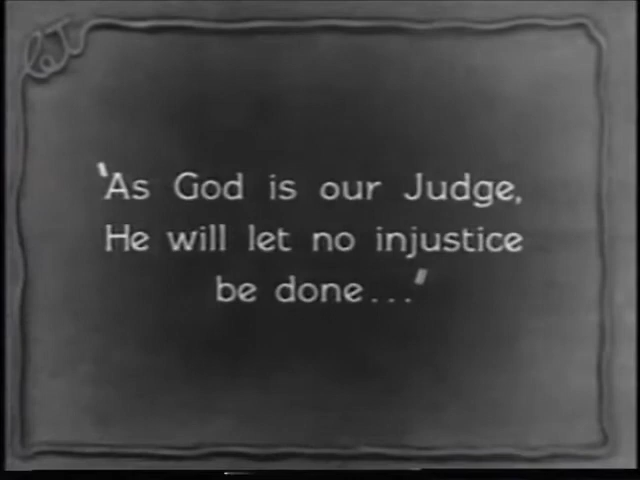 'As God is our Judge,
He will let no injustice
be done...'